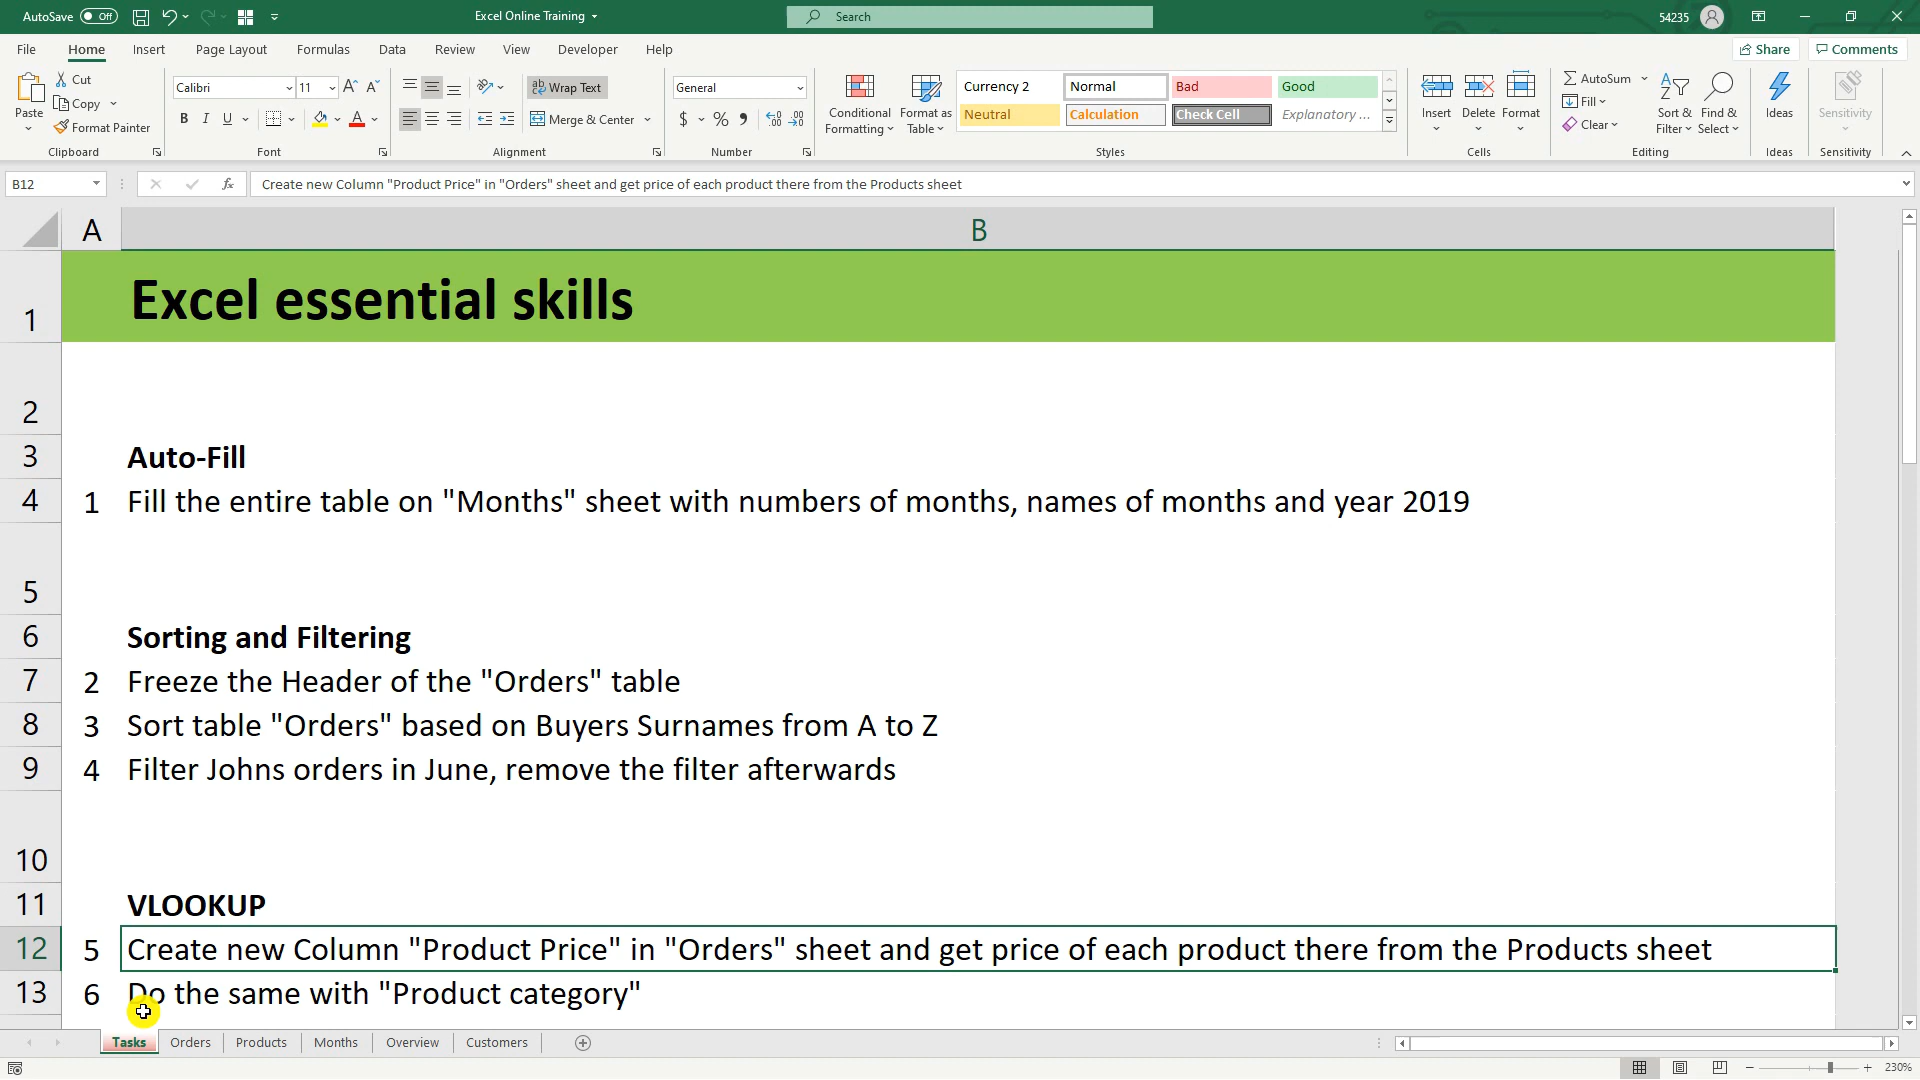 AutoSave Off Excel Online Training Search 54235
File Home Insert Page Layout Formulas Data Review View Developer Help Share Comments
Paste Cut Copy Format Painter Clipboard
Calibri 11 B I U A Font
Wrap Text Merge & Center Alignment
General $ % Number
Conditional Formatting Format as Table Currency 2 Normal Bad Good
Neutral Calculation Check Cell Explanatory ... Styles
Insert Delete Format Cells
AutoSum Fill Clear Sort & Filter Find & Select Editing
Ideas Ideas
Sensitivity Sensitivity
B12 fx Create new Column "Product Price" in "Orders" sheet and get price of each product there from the Products sheet
A B
1 Excel essential skills
2
3 Auto-Fill
4 1 Fill the entire table on "Months" sheet with numbers of months, names of months and year 2019
5
6 Sorting and Filtering
7 2 Freeze the Header of the "Orders" table
8 3 Sort table "Orders" based on Buyers Surnames from A to Z
9 4 Filter Johns orders in June, remove the filter afterwards
10
11 VLOOKUP
12 5 Create new Column "Product Price" in "Orders" sheet and get price of each product there from the Products sheet
13 6 Do the same with "Product category"
Tasks Orders Products Months Overview Customers
230%